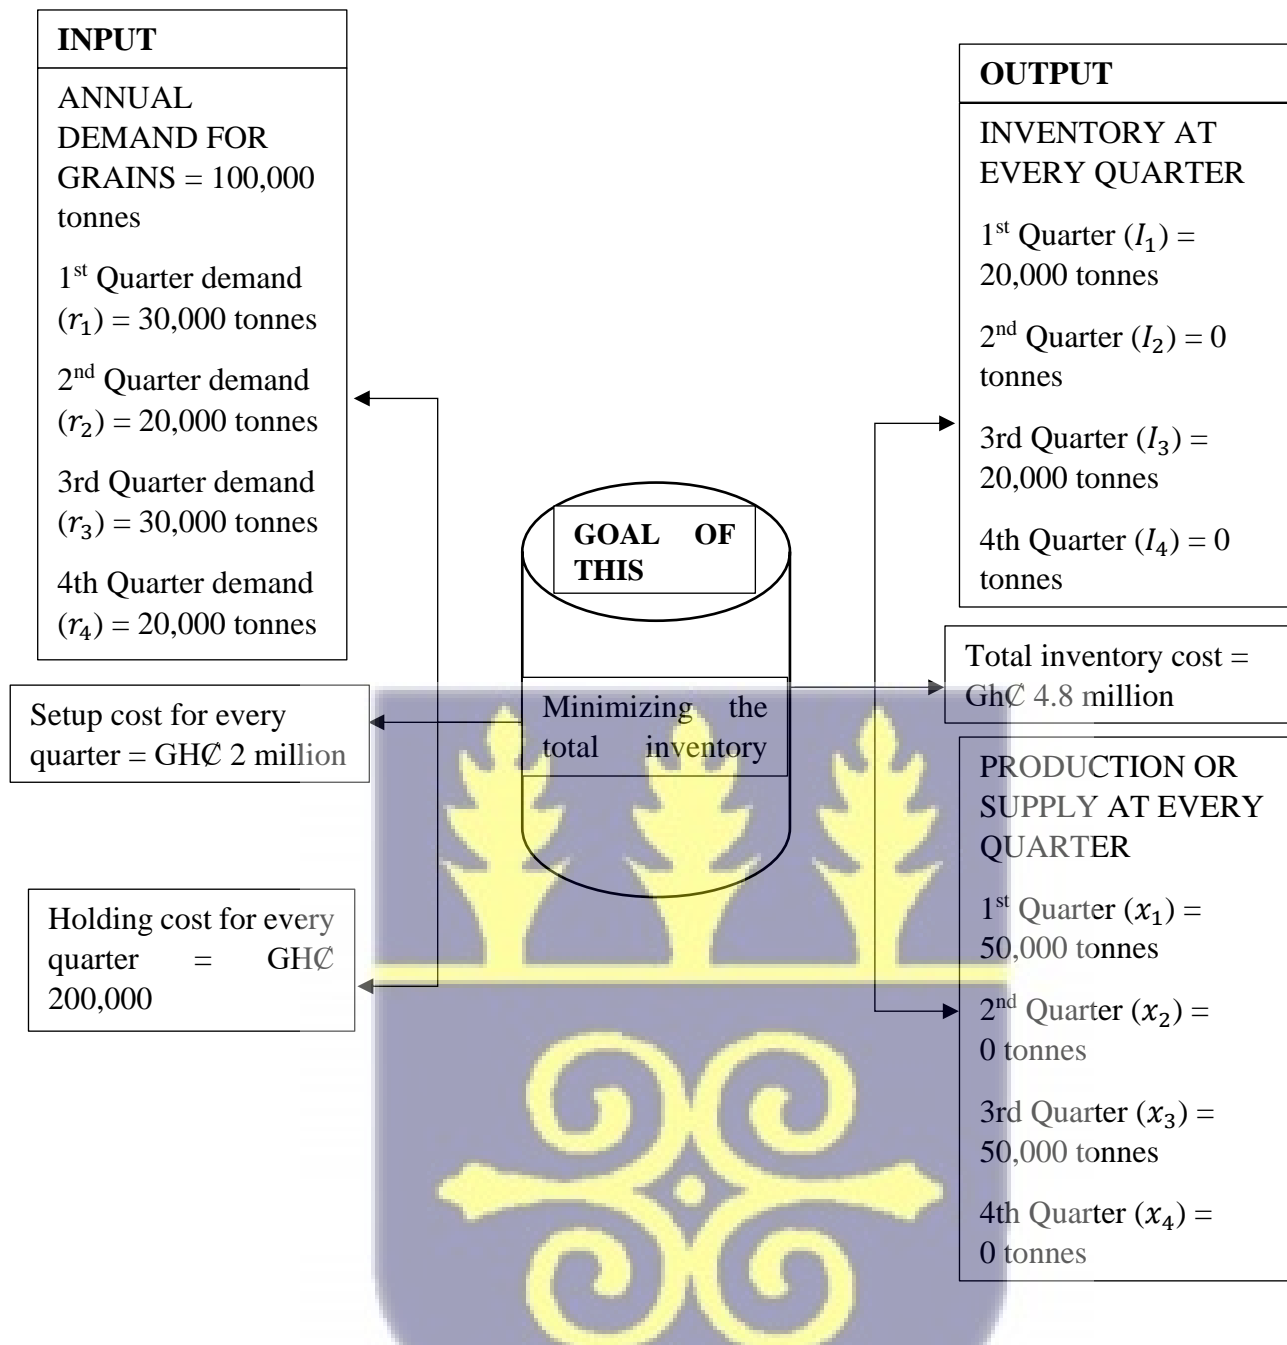 INPUT
ANNUAL
DEMAND FOR
GRAINS = 100,000
tonnes
1st Quarter demand
(r₁) = 30,000 tonnes
2nd Quarter demand
(r₂) = 20,000 tonnes
3rd Quarter demand
(r₃) = 30,000 tonnes
4th Quarter demand
(r₄) = 20,000 tonnes
Setup cost for every
quarter = GH₵ 2 million
Holding cost for every
quarter = GH₵
200,000
GOAL OF
THIS
Minimizing the
total inventory
OUTPUT
INVENTORY AT
EVERY QUARTER
1st Quarter (I₁) =
20,000 tonnes
2nd Quarter (I₂) = 0
tonnes
3rd Quarter (I₃) =
20,000 tonnes
4th Quarter (I₄) = 0
tonnes
Total inventory cost =
Gh₵ 4.8 million
PRODUCTION OR
SUPPLY AT EVERY
QUARTER
1st Quarter (x₁) =
50,000 tonnes
2nd Quarter (x₂) =
0 tonnes
3rd Quarter (x₃) =
50,000 tonnes
4th Quarter (x₄) =
0 tonnes